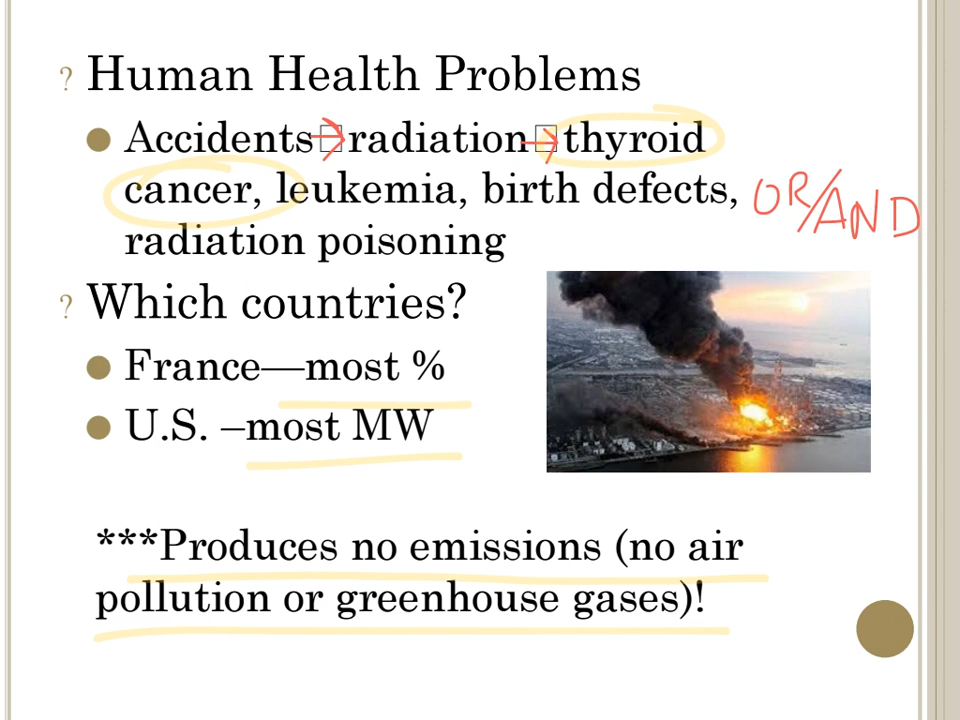 ? Human Health Problems
Accidents→radiation→thyroid
cancer, leukemia, birth defects, OR/AND
radiation poisoning
? Which countries?
France—most %
U.S. –most MW
***Produces no emissions (no air
pollution or greenhouse gases)!